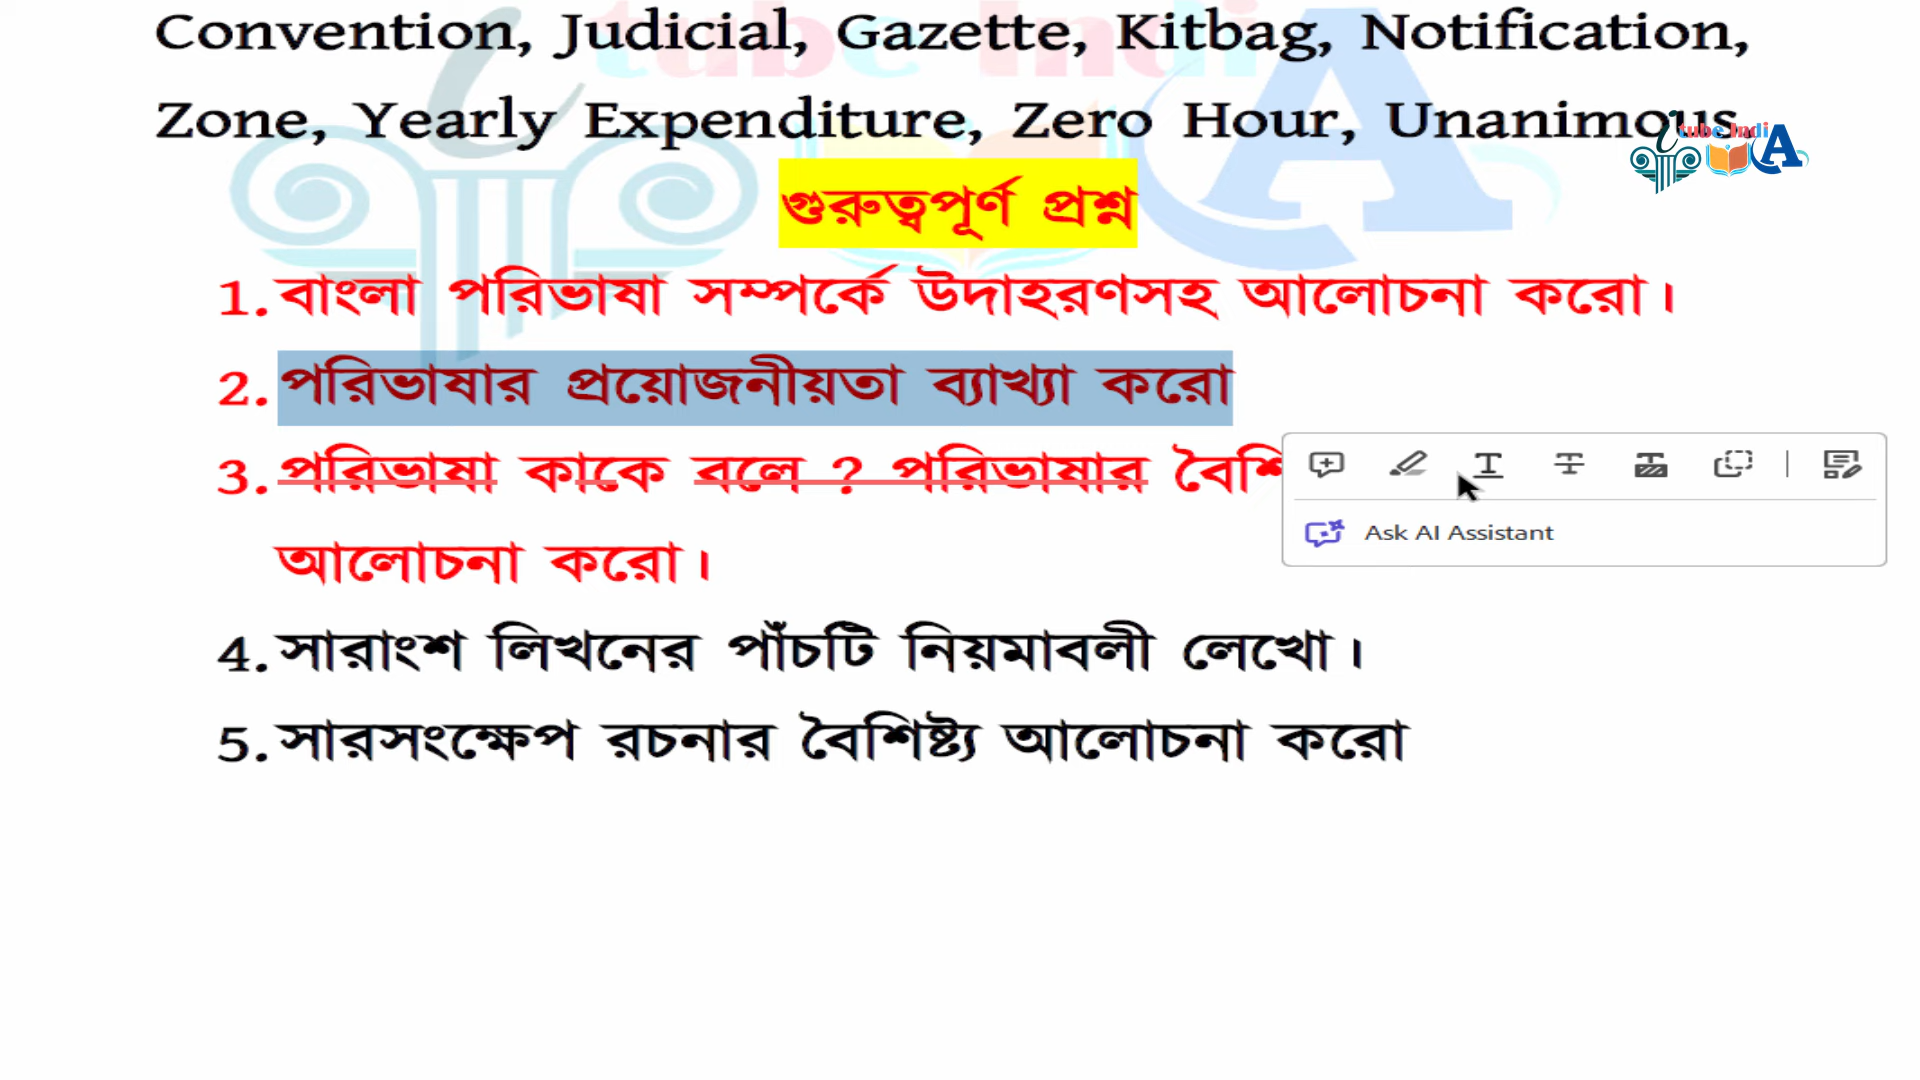 Convention, Judicial, Gazette, Kitbag, Notification,
Zone, Yearly Expenditure, Zero Hour, Unanimous.
গুরুত্বপূর্ণ প্রশ্ন
1. বাংলা পরিভাষা সম্পর্কে উদাহরণসহ আলোচনা করো।
2. পরিভাষার প্রয়োজনীয়তা ব্যাখ্যা করো
3. পরিভাষা কাকে বলে ? পরিভাষার
Ask AI Assistant
আলোচনা করো।
4. সারাংশ লিখনের পাঁচটি নিয়মাবলী লেখো।
5. সারসংক্ষেপ রচনার বৈশিষ্ট্য আলোচনা করো